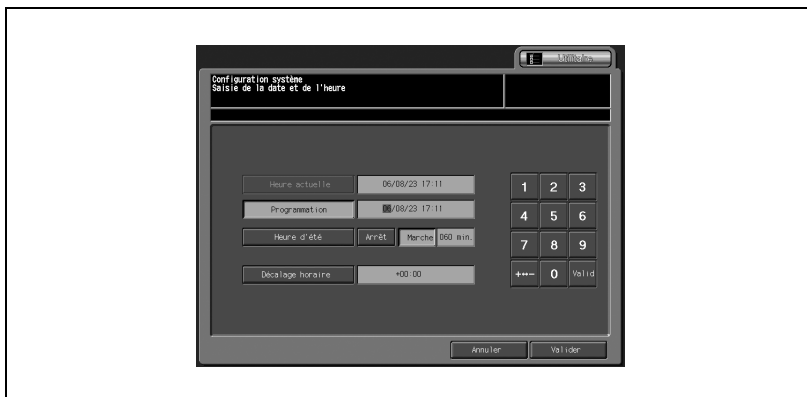 Utilitaire
Configuration système
Saisie de la date et de l'heure
Heure actuelle 06/08/23 17:11 1 2 3
Programmation 06/08/23 17:11 4 5 6
Heure d'été Arrêt Marche 060 min. 7 8 9
Décalage horaire +00:00 +↔− 0 Valid
Annuler Valider